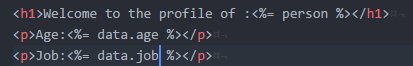 <h1>Welcome to the profile of :<%= person %></h1>
<p>Age:<%= data.age %></p>
<p>Job:<%= data.job %></p>